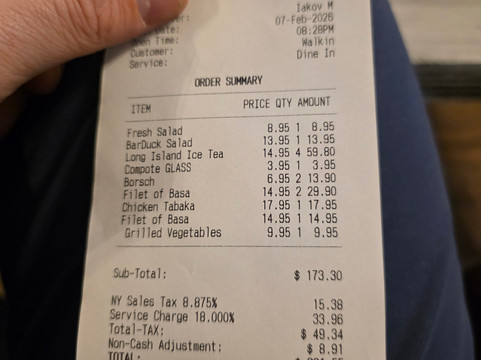 Iakov M
07-Feb-2026
08:28PM
Time: Walkin
Customer: Dine In
Service:
ORDER SUMMARY
ITEM PRICE QTY AMOUNT
Fresh Salad 8.95 1 8.95
BarDuck Salad 13.95 1 13.95
Long Island Ice Tea 14.95 4 59.80
Compote GLASS 3.95 1 3.95
Borsch 6.95 2 13.90
Filet of Basa 14.95 2 29.90
Chicken Tabaka 17.95 1 17.95
Filet of Basa 14.95 1 14.95
Grilled Vegetables 9.95 1 9.95
Sub-Total: $ 173.30
NY Sales Tax 8.875% 15.38
Service Charge 18.000% 33.96
Total-TAX: $ 49.34
Non-Cash Adjustment: $ 8.91
TOTAL: